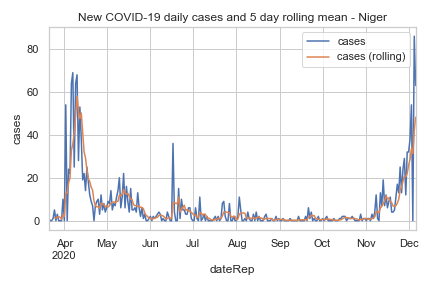 New COVID-19 daily cases and 5 day rolling mean - Niger
cases
cases (rolling)
80
60
40
20
0
cases
Apr May Jun Jul Aug Sep Oct Nov Dec
2020
dateRep